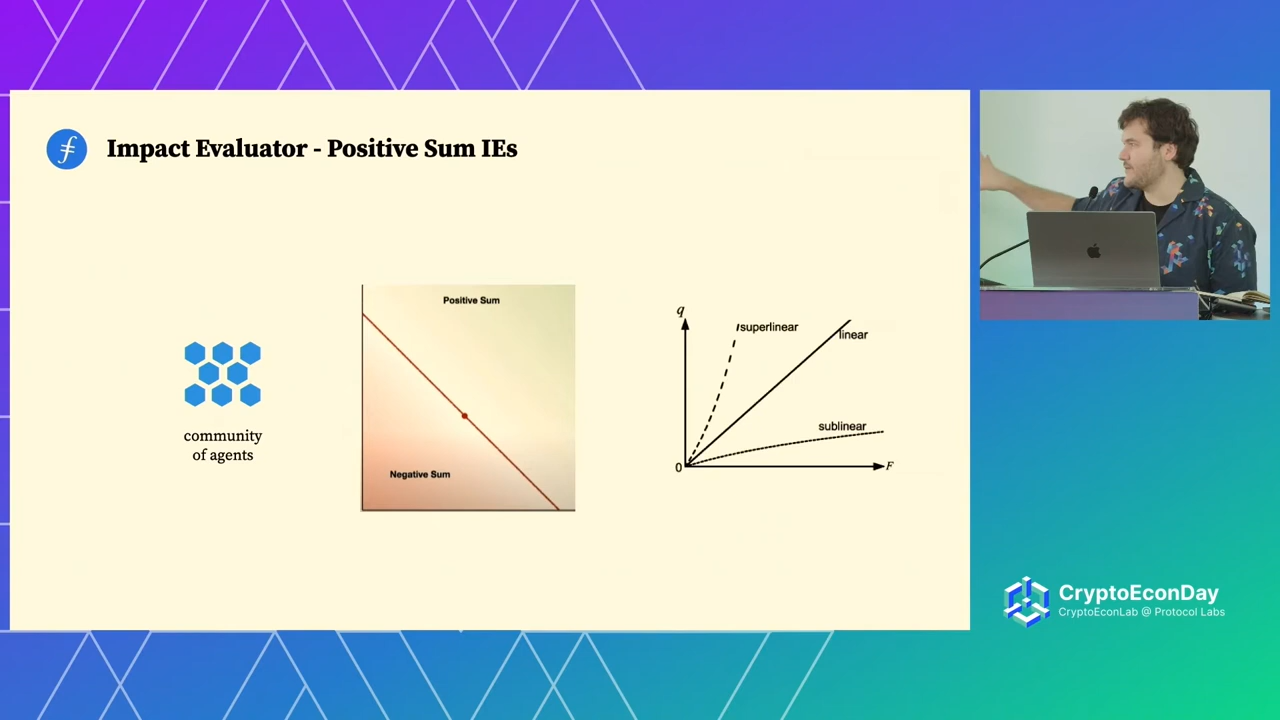 Impact Evaluator - Positive Sum IEs
community
of agents
Positive Sum
Negative Sum
q
superlinear
linear
sublinear
0
F
CryptoEconDay
CryptoEconLab @ Protocol Labs